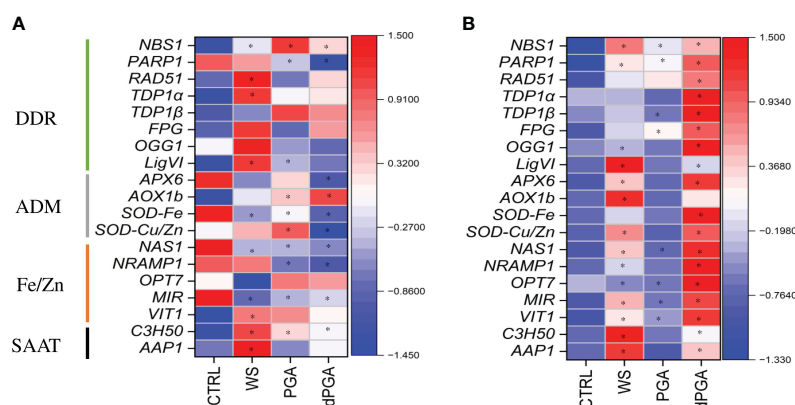 A
DDR
ADM
Fe/Zn
SAAT
NBS1
PARP1
RAD51
TDP1α
TDP1β
FPG
OGG1
LigVI
APX6
AOX1b
SOD-Fe
SOD-Cu/Zn
NAS1
NRAMP1
OPT7
MIR
VIT1
C3H50
AAP1
CTRL
WS
PGA
dPGA
1.500
0.9100
0.3200
-0.2700
-0.8600
-1.450
B
NBS1
PARP1
RAD51
TDP1α
TDP1β
FPG
OGG1
LigVI
APX6
AOX1b
SOD-Fe
SOD-Cu/Zn
NAS1
NRAMP1
OPT7
MIR
VIT1
C3H50
AAP1
CTRL
WS
PGA
dPGA
1.500
0.9340
0.3680
-0.1980
-0.7640
-1.330